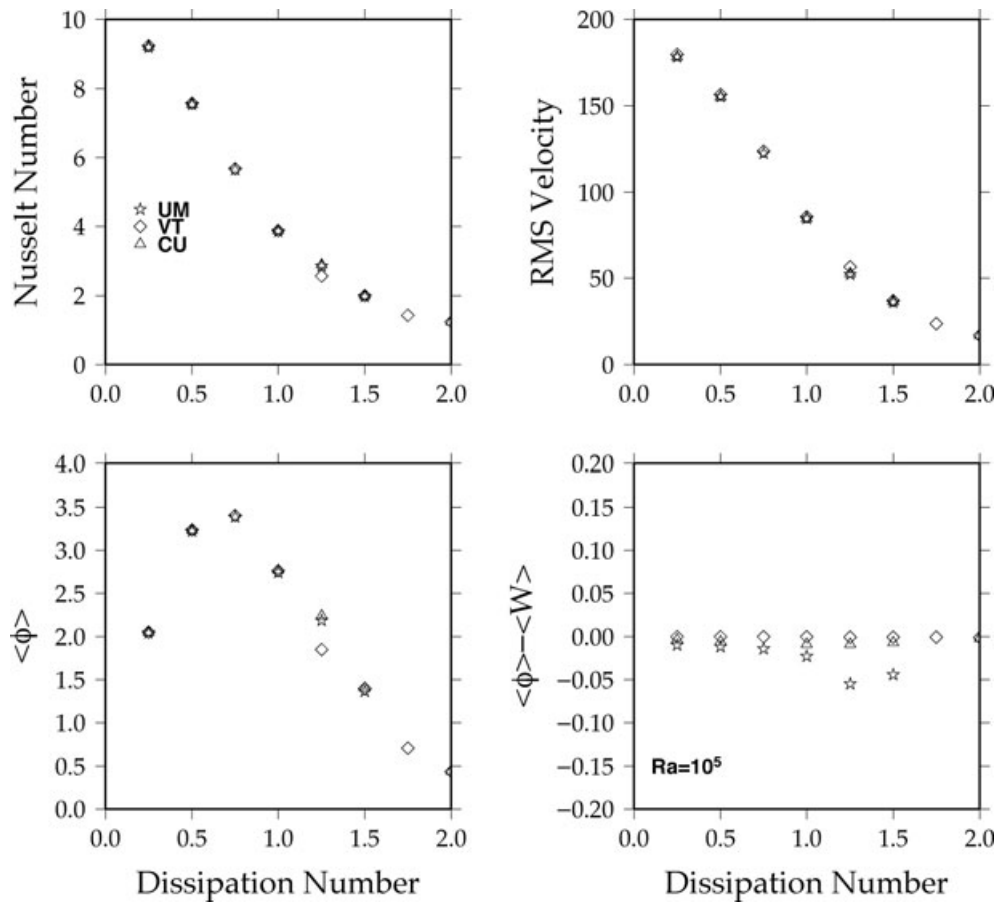 Nusselt Number
10
8
6
4
2
0
UM
VT
CU
0.0 0.5 1.0 1.5 2.0
RMS Velocity
200
150
100
50
0
0.0 0.5 1.0 1.5 2.0
<ϕ>
4.0
3.5
3.0
2.5
2.0
1.5
1.0
0.5
0.0
0.0 0.5 1.0 1.5 2.0
Dissipation Number
<ϕ>−<W>
0.20
0.15
0.10
0.05
0.00
−0.05
−0.10
−0.15
−0.20
Ra=10⁵
0.0 0.5 1.0 1.5 2.0
Dissipation Number